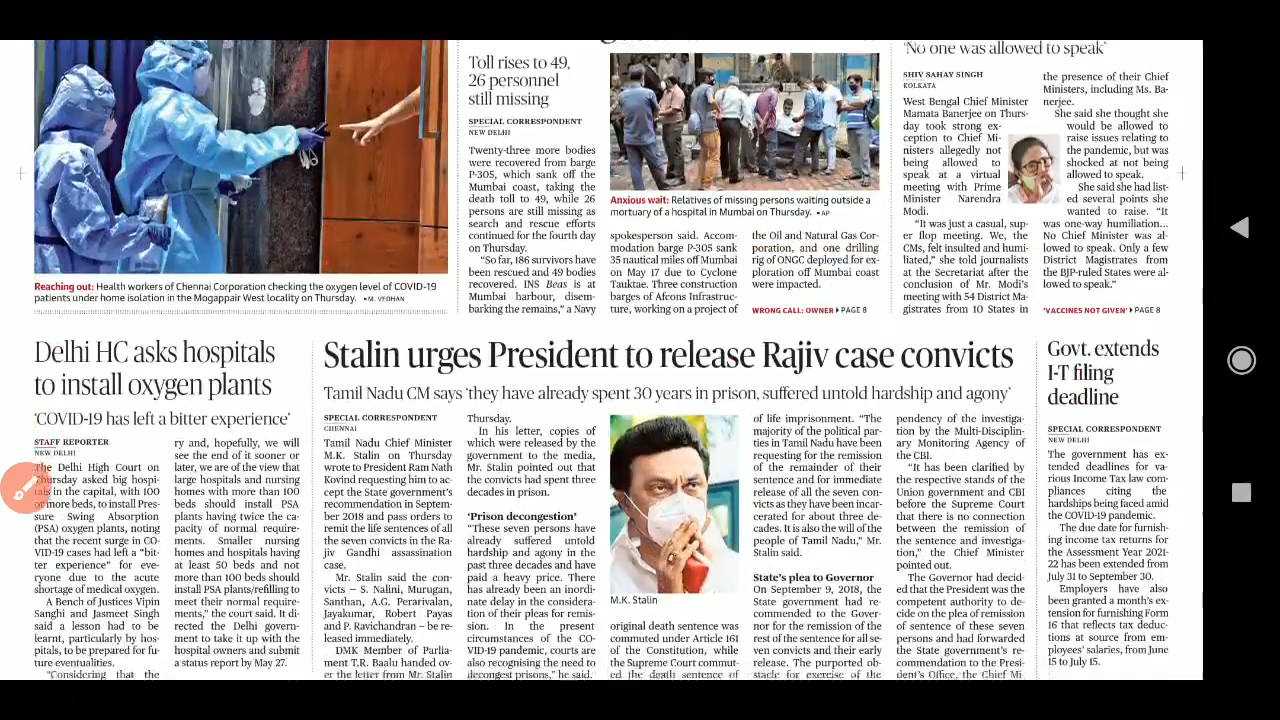 Reaching out: Health workers of Chennai Corporation checking the oxygen level of COVID-19
patients under home isolation in the Mogappair West locality on Thursday. • M. VEDHAN
Toll rises to 49,
26 personnel
still missing
SPECIAL CORRESPONDENT
NEW DELHI
Twenty-three more bodies
were recovered from barge
P-305, which sank off the
Mumbai coast, taking the
death toll to 49, while 26
persons are still missing as
search and rescue efforts
continued for the fourth day
on Thursday.
“So far, 186 survivors have
been rescued and 49 bodies
recovered. INS Beas is at
Mumbai harbour, disem-
barking the remains,” a Navy
Anxious wait: Relatives of missing persons waiting outside a
mortuary of a hospital in Mumbai on Thursday. • AP
spokesperson said. Accom-
modation barge P-305 sank
35 nautical miles off Mumbai
on May 17 due to Cyclone
Tauktae. Three construction
barges of Afcons Infrastruc-
ture, working on a project of
the Oil and Natural Gas Cor-
poration, and one drilling
rig of ONGC deployed for ex-
ploration off Mumbai coast
were impacted.
WRONG CALL: OWNER ▸ PAGE 8
‘No one was allowed to speak’
SHIV SAHAY SINGH
KOLKATA
West Bengal Chief Minister
Mamata Banerjee on Thurs-
day took strong ex-
ception to Chief Mi-
nisters allegedly not
being allowed to
speak at a virtual
meeting with Prime
Minister Narendra
Modi.
“It was just a casual, sup-
er flop meeting. We, the
CMs, felt insulted and humi-
liated,” she told journalists
at the Secretariat after the
conclusion of Mr. Modi’s
meeting with 54 District Ma-
gistrates from 10 States in
the presence of their Chief
Ministers, including Ms. Ba-
nerjee.
She said she thought she
would be allowed to
raise issues relating to
the pandemic, but was
shocked at not being
allowed to speak.
She said she had list-
ed several points she
wanted to raise. “It
was one-way humiliation...
No Chief Minister was al-
lowed to speak. Only a few
District Magistrates from
the BJP-ruled States were al-
lowed to speak.”
‘VACCINES NOT GIVEN’ ▸ PAGE 8
Delhi HC asks hospitals
to install oxygen plants
‘COVID-19 has left a bitter experience’
STAFF REPORTER
NEW DELHI
The Delhi High Court on
Thursday asked big hospi-
tals in the capital, with 100
or more beds, to install Pres-
sure Swing Absorption
(PSA) oxygen plants, noting
that the recent surge in CO-
VID-19 cases had left a “bit-
ter experience” for eve-
ryone due to the acute
shortage of medical oxygen.
A Bench of Justices Vipin
Sanghi and Jasmeet Singh
said a lesson had to be
learnt, particularly by hos-
pitals, to be prepared for fu-
ture eventualities.
“Considering that the
ry and, hopefully, we will
see the end of it sooner or
later, we are of the view that
large hospitals and nursing
homes with more than 100
beds should install PSA
plants having twice the ca-
pacity of normal require-
ments. Smaller nursing
homes and hospitals having
at least 50 beds and not
more than 100 beds should
install PSA plants/refilling to
meet their normal require-
ments,” the court said. It di-
rected the Delhi govern-
ment to take it up with the
hospital owners and submit
a status report by May 27.
Stalin urges President to release Rajiv case convicts
Tamil Nadu CM says ‘they have already spent 30 years in prison, suffered untold hardship and agony’
SPECIAL CORRESPONDENT
CHENNAI
Tamil Nadu Chief Minister
M.K. Stalin on Thursday
wrote to President Ram Nath
Kovind requesting him to ac-
cept the State government’s
recommendation in Septem-
ber 2018 and pass orders to
remit the life sentences of all
the seven convicts in the Ra-
jiv Gandhi assassination
case.
Mr. Stalin said the con-
victs – S. Nalini, Murugan,
Santhan, A.G. Perarivalan,
Jayakumar, Robert Payas
and P. Ravichandran – be re-
leased immediately.
DMK Member of Parlia-
ment T.R. Baalu handed ov-
er the letter from Mr. Stalin
Thursday.
In his letter, copies of
which were released by the
government to the media,
Mr. Stalin pointed out that
the convicts had spent three
decades in prison.
‘Prison decongestion’
“These seven persons have
already suffered untold
hardship and agony in the
past three decades and have
paid a heavy price. There
has already been an inordi-
nate delay in the considera-
tion of their pleas for remis-
sion. In the present
circumstances of the CO-
VID-19 pandemic, courts are
also recognising the need to
decongest prisons,” he said.
M.K. Stalin
original death sentence was
commuted under Article 161
of the Constitution, while
the Supreme Court commut-
ed the death sentence of
of life imprisonment. “The
majority of the political par-
ties in Tamil Nadu have been
requesting for the remission
of the remainder of their
sentence and for immediate
release of all the seven con-
victs as they have been incar-
cerated for about three de-
cades. It is also the will of the
people of Tamil Nadu,” Mr.
Stalin said.
State’s plea to Governor
On September 9, 2018, the
State government had re-
commended to the Gover-
nor for the remission of the
rest of the sentence for all se-
ven convicts and their early
release. The purported ob-
stacle for exercise of the
pendency of the investiga-
tion by the Multi-Disciplin-
ary Monitoring Agency of
the CBI.
“It has been clarified by
the respective stands of the
Union government and CBI
before the Supreme Court
that there is no connection
between the remission of
the sentence and investiga-
tion,” the Chief Minister
pointed out.
The Governor had decid-
ed that the President was the
competent authority to de-
cide on the plea of remission
of sentence of these seven
persons and had forwarded
the State government’s re-
commendation to the Presi-
dent’s Office, the Chief Mi-
Govt. extends
I-T filing
deadline
SPECIAL CORRESPONDENT
NEW DELHI
The government has ex-
tended deadlines for va-
rious Income Tax law com-
pliances citing the
hardships being faced amid
the COVID-19 pandemic.
The due date for furnish-
ing income tax returns for
the Assessment Year 2021-
22 has been extended from
July 31 to September 30.
Employers have also
been granted a month’s ex-
tension for furnishing Form
16 that reflects tax deduc-
tions at source from em-
ployees’ salaries, from June
15 to July 15.